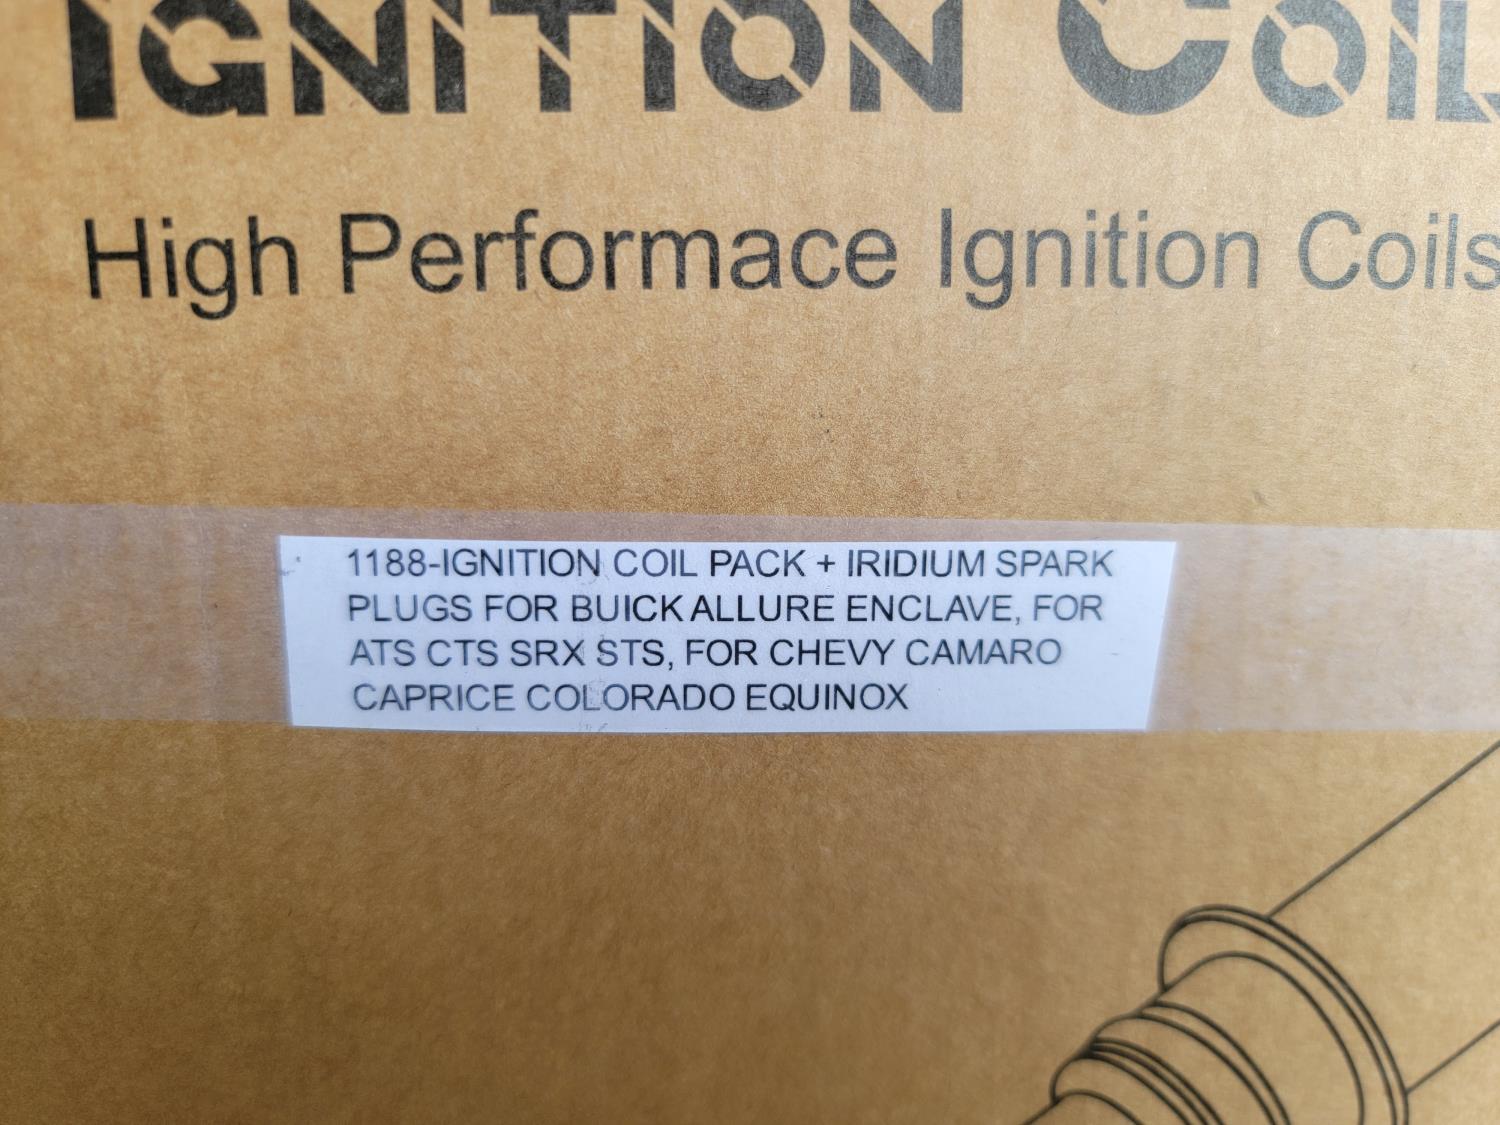 IGNITION COIL
High Performace Ignition Coils
1188-IGNITION COIL PACK + IRIDIUM SPARK
PLUGS FOR BUICK ALLURE ENCLAVE, FOR
ATS CTS SRX STS, FOR CHEVY CAMARO
CAPRICE COLORADO EQUINOX